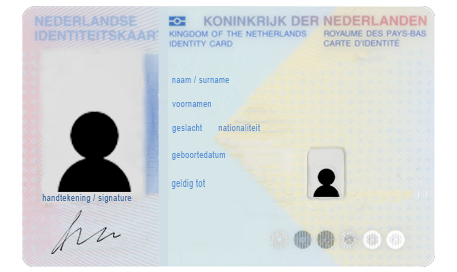 NEDERLANDSE
IDENTITEITSKAART
KONINKRIJK DER NEDERLANDEN
KINGDOM OF THE NETHERLANDS
IDENTITY CARD
ROYAUME DES PAYS-BAS
CARTE D'IDENTITÉ
naam / surname
voornamen
geslacht nationaliteit
geboortedatum
geldig tot
handtekening / signature